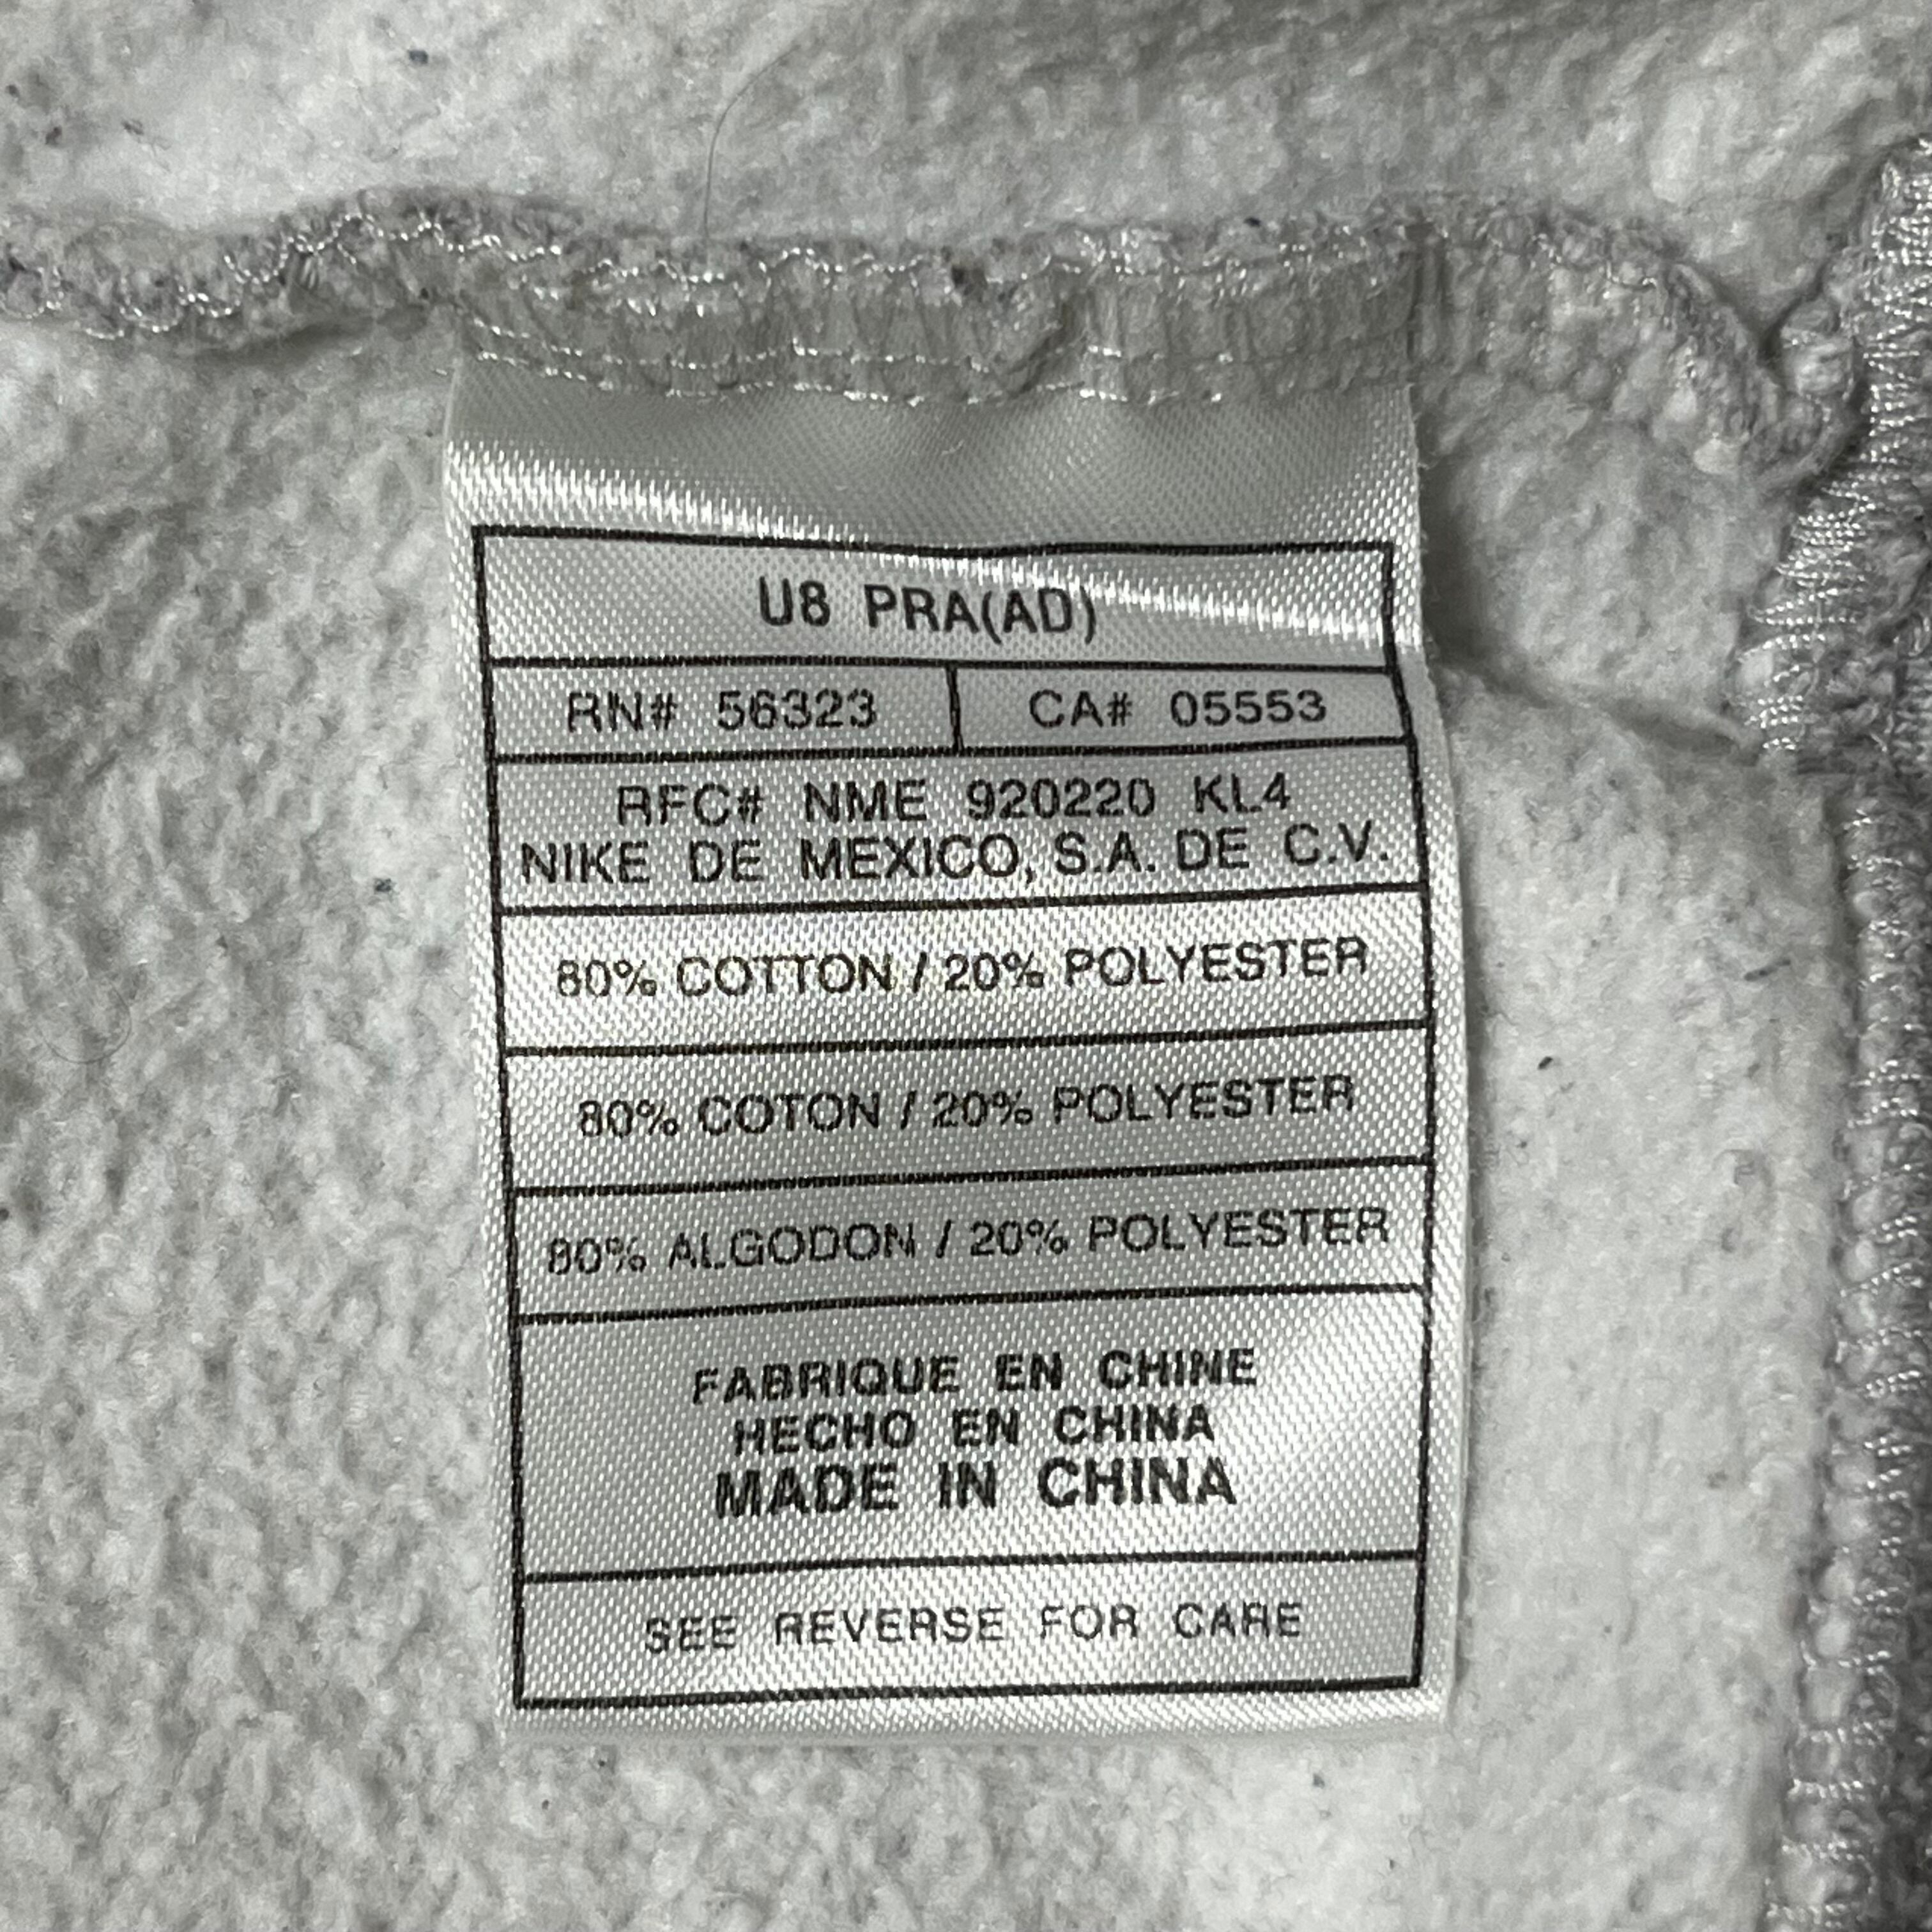 U8 PRA(AD)
RN# 56323
CA# 05553
RFC# NME 920220 KL4
NIKE DE MEXICO, S.A. DE C.V.
80% COTTON / 20% POLYESTER
80% COTON / 20% POLYESTER
80% ALGODON / 20% POLYESTER
FABRIQUE EN CHINE
HECHO EN CHINA
MADE IN CHINA
SEE REVERSE FOR CARE